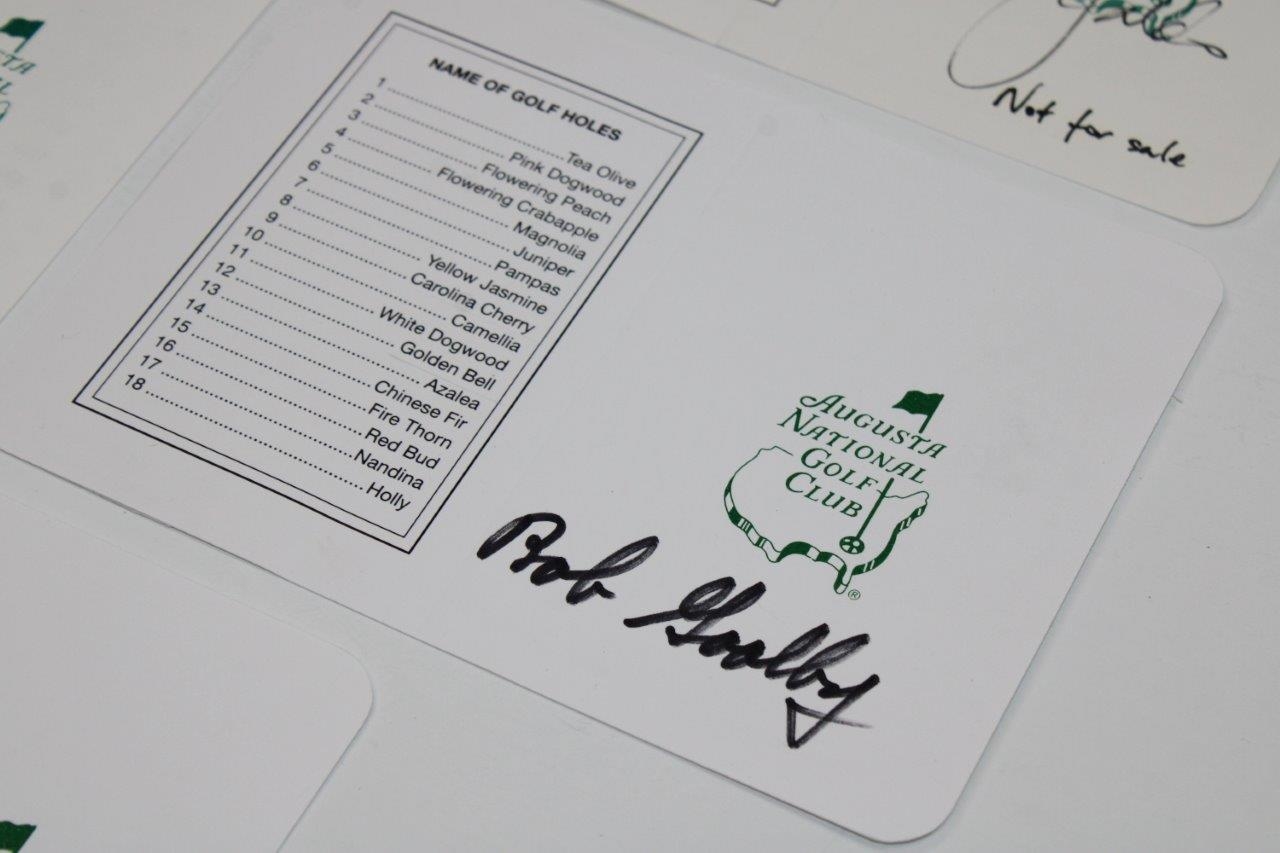 NAME OF GOLF HOLES
1 Tea Olive
2 Pink Dogwood
3 Flowering Peach
4 Flowering Crabapple
5 Magnolia
6 Juniper
7 Pampas
8 Yellow Jasmine
9 Carolina Cherry
10 Camellia
11 White Dogwood
12 Golden Bell
13 Azalea
14 Chinese Fir
15 Fire Thorn
16 Red Bud
17 Nandina
18 Holly
AUGUSTA
NATIONAL
GOLF
CLUB
®
Bob Goalby
Not for sale